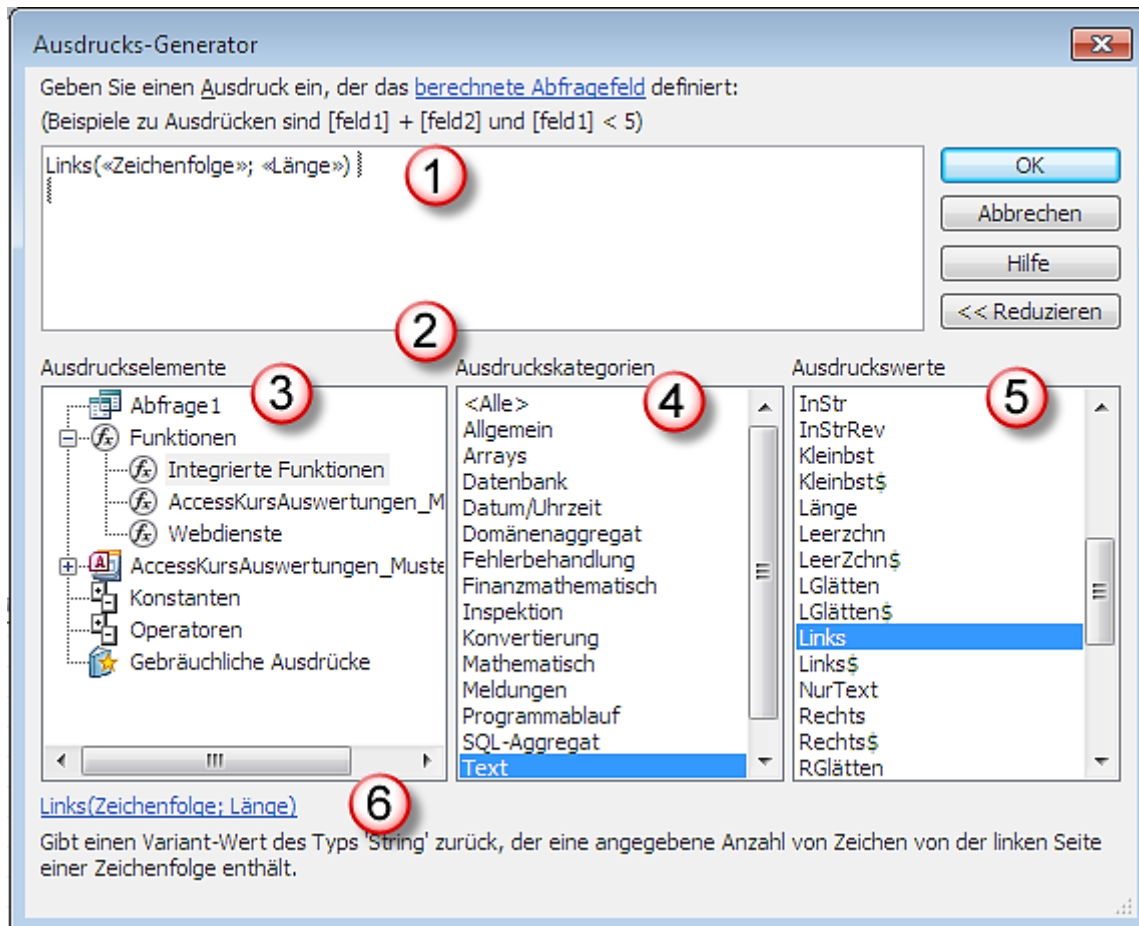 Ausdrucks-Generator
Geben Sie einen Ausdruck ein, der das berechnete Abfragefeld definiert:
(Beispiele zu Ausdrücken sind [feld1] + [feld2] und [feld1] < 5)
Links(«Zeichenfolge»; «Länge»)
1
OK
Abbrechen
Hilfe
<< Reduzieren
2
Ausdruckselemente
3
Abfrage1
Funktionen
Integrierte Funktionen
AccessKursAuswertungen_M
Webdienste
AccessKursAuswertungen_Muste
Konstanten
Operatoren
Gebräuchliche Ausdrücke
Ausdruckskategorien
4
<Alle>
Allgemein
Arrays
Datenbank
Datum/Uhrzeit
Domänenaggregat
Fehlerbehandlung
Finanzmathematisch
Inspektion
Konvertierung
Mathematisch
Meldungen
Programmablauf
SQL-Aggregat
Text
Ausdruckswerte
5
InStr
InStrRev
Kleinbst
Kleinbst$
Länge
Leerzchn
LeerZchn$
LGlätten
LGlätten$
Links
Links$
NurText
Rechts
Rechts$
RGlätten
Links(Zeichenfolge; Länge)
6
Gibt einen Variant-Wert des Typs 'String' zurück, der eine angegebene Anzahl von Zeichen von der linken Seite
einer Zeichenfolge enthält.